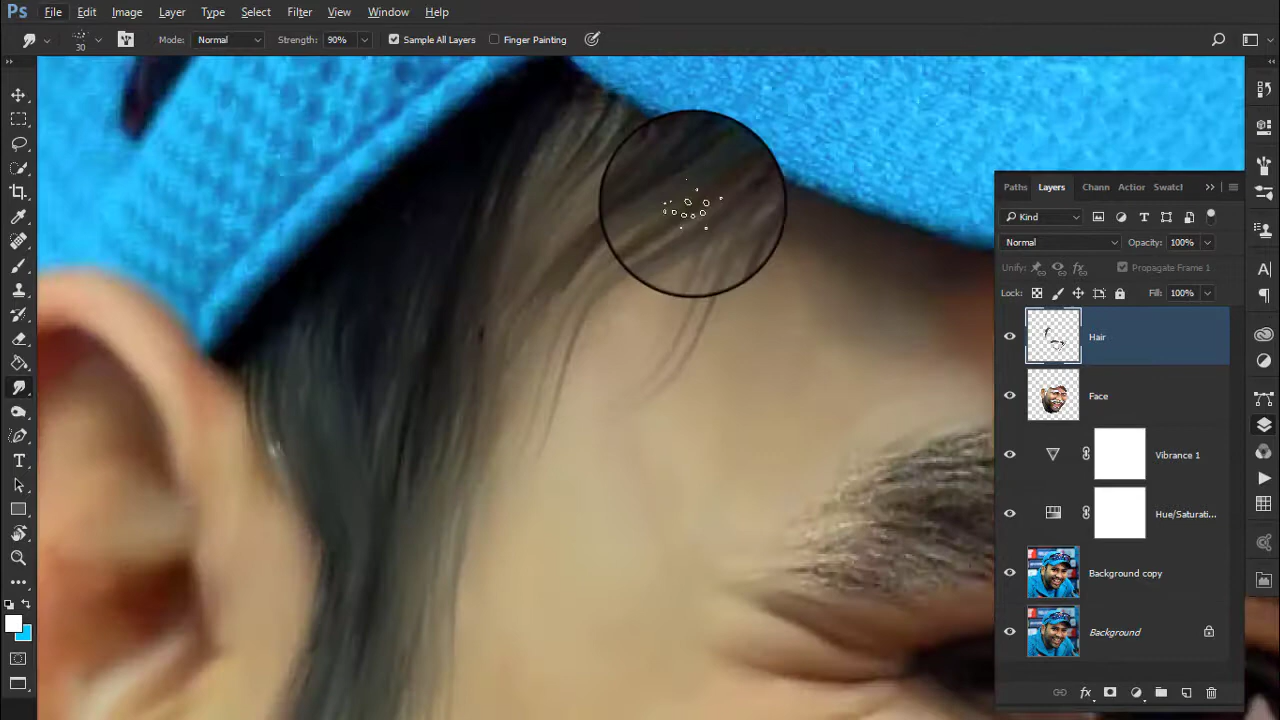 Ps File Edit Image Layer Type Select Filter View Window Help
30 Mode: Normal Strength: 90% Sample All Layers Finger Painting
Paths Layers Chann Actior Swatcl
Kind
Normal Opacity: 100%
Unify: Propagate Frame 1
Lock: Fill: 100%
Hair
Face
Vibrance 1
Hue/Saturati...
Background copy
Background